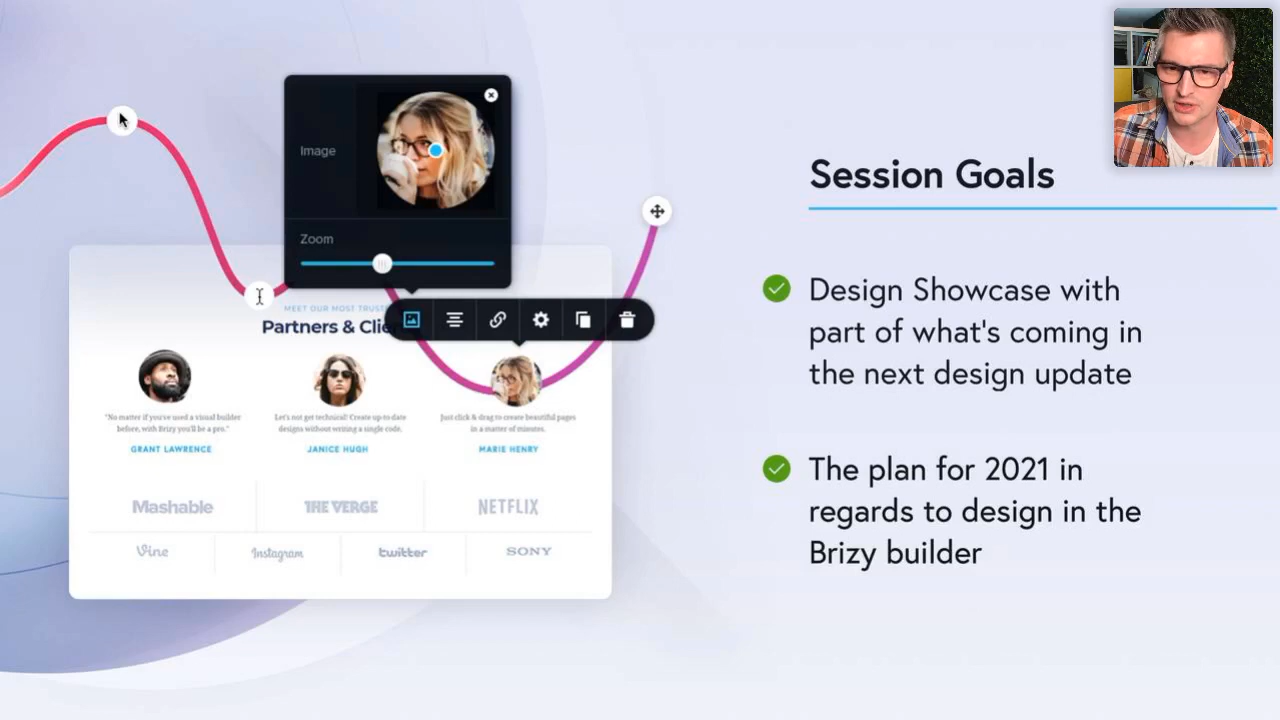 Image
Zoom
MEET OUR MOST TRUSTE
Partners & Clie
"No matter if you've used a visual builder
before, with Brizy you'll be a pro."
GRANT LAWRENCE
Let's not get technical! Create up-to-date
designs without writing a single code.
JANICE HUGH
Just click & drag to create beautiful pages
in a matter of minutes.
MARIE HENRY
Mashable
THE VERGE
NETFLIX
Vine
Instagram
twitter
SONY
Session Goals
Design Showcase with
part of what's coming in
the next design update
The plan for 2021 in
regards to design in the
Brizy builder